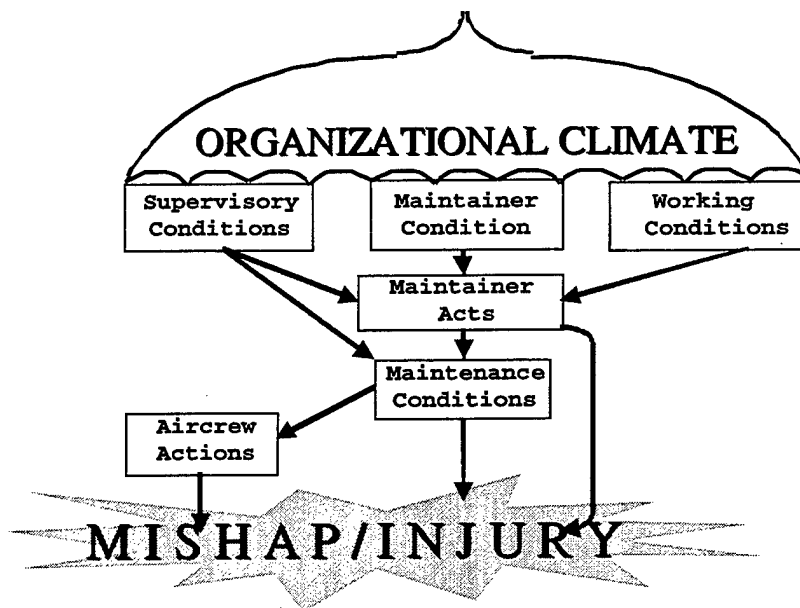 ORGANIZATIONAL CLIMATE
Supervisory
Conditions
Maintainer
Condition
Working
Conditions
Maintainer
Acts
Maintenance
Conditions
Aircrew
Actions
MISHAP/INJURY